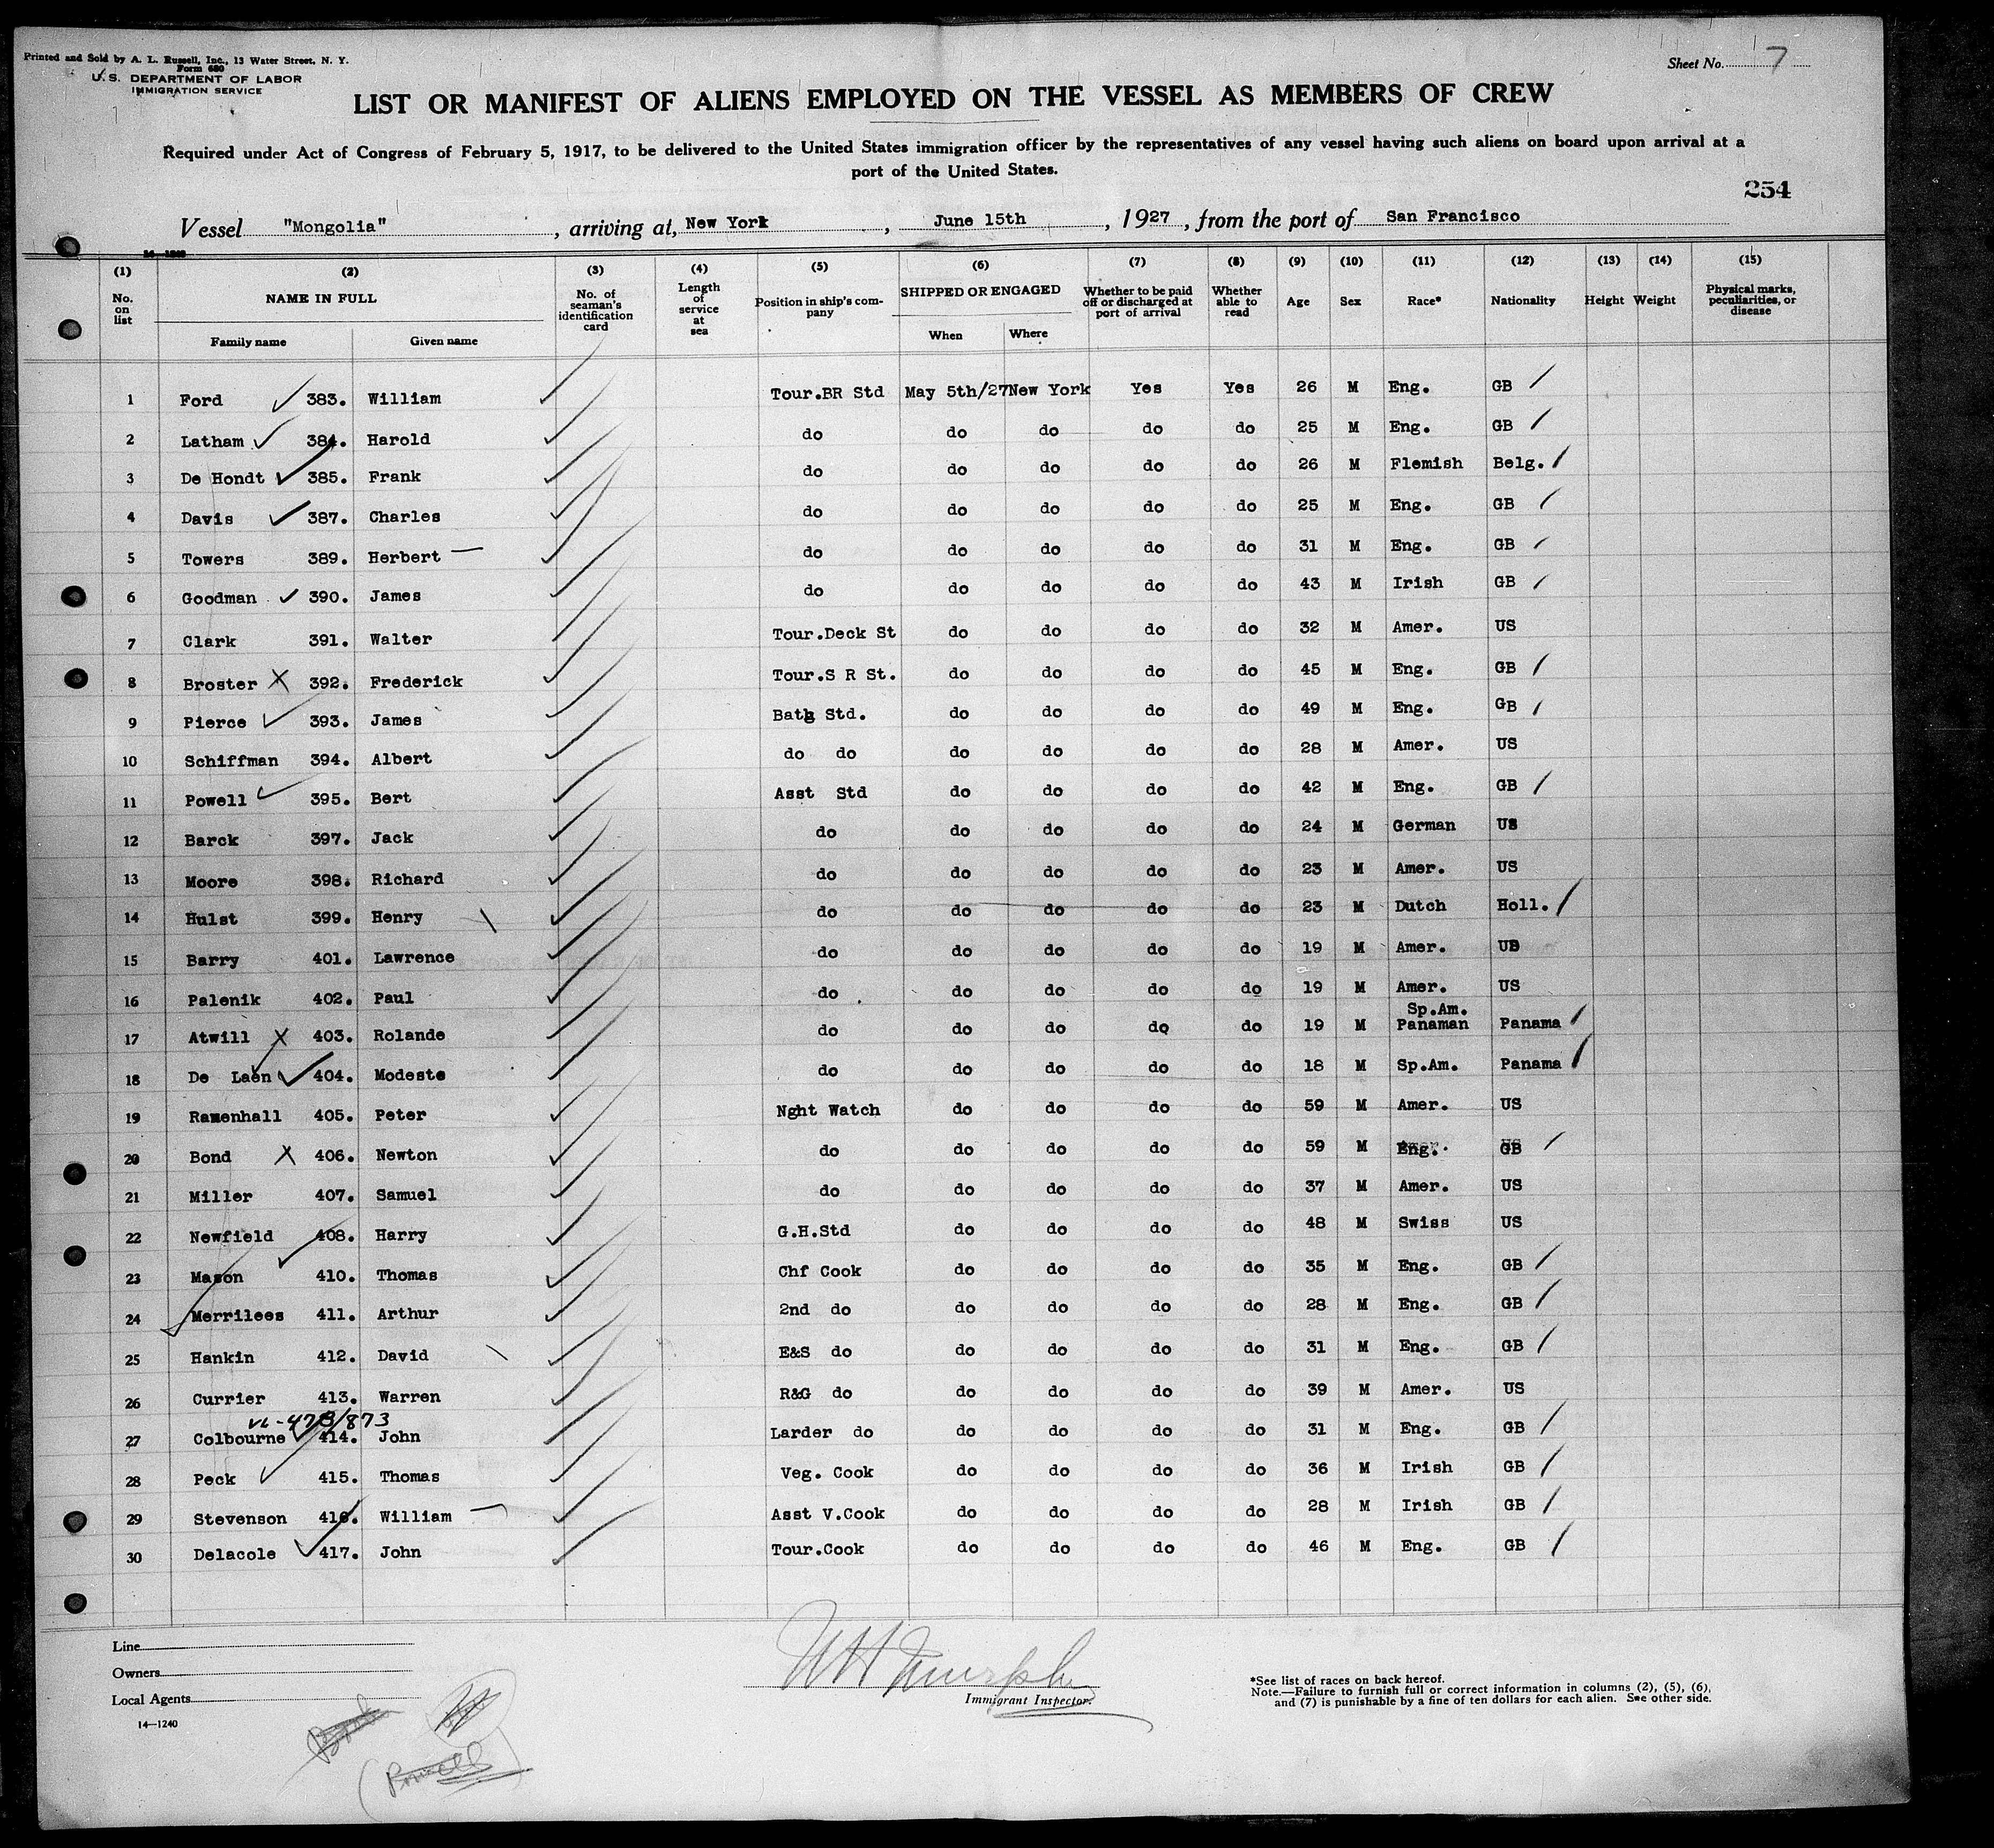 Printed and Sold by A. L. Russell, Inc., 13 Water Street, N. Y.
Form 680
U. S. DEPARTMENT OF LABOR
IMMIGRATION SERVICE
Sheet No. 7
LIST OR MANIFEST OF ALIENS EMPLOYED ON THE VESSEL AS MEMBERS OF CREW
Required under Act of Congress of February 5, 1917, to be delivered to the United States immigration officer by the representatives of any vessel having such aliens on board upon arrival at a
port of the United States.
254
Vessel "Mongolia", arriving at, New York, June 15th, 1927, from the port of San Francisco
14—1240
(1) (2) (3) (4) (5) (6) (7) (8) (9) (10) (11) (12) (13) (14) (15)
No. on list NAME IN FULL No. of seaman's identification card Length of service at sea Position in ship's company SHIPPED OR ENGAGED Whether to be paid off or discharged at port of arrival Whether able to read Age Sex Race* Nationality Height Weight Physical marks, peculiarities, or disease
Family name Given name When Where
1 Ford 383. William Tour.BR Std May 5th/27 New York Yes Yes 26 M Eng. GB
2 Latham 384. Harold do do do do do 25 M Eng. GB
3 De Hondt 385. Frank do do do do do 26 M Flemish Belg.
4 Davis 387. Charles do do do do do 25 M Eng. GB
5 Towers 389. Herbert do do do do do 31 M Eng. GB
6 Goodman 390. James do do do do do 43 M Irish GB
7 Clark 391. Walter Tour.Deck St do do do do 32 M Amer. US
8 Broster 392. Frederick Tour.S R St. do do do do 45 M Eng. GB
9 Pierce 393. James Bath Std. do do do do 49 M Eng. GB
10 Schiffman 394. Albert do do do do do do 28 M Amer. US
11 Powell 395. Bert Asst Std do do do do 42 M Eng. GB
12 Barck 397. Jack do do do do do 24 M German US
13 Moore 398. Richard do do do do do 23 M Amer. US
14 Hulst 399. Henry do do do do do 23 M Dutch Holl.
15 Barry 401. Lawrence do do do do do 19 M Amer. US
16 Palenik 402. Paul do do do do do 19 M Amer. US
17 Atwill 403. Rolande do do do do do 19 M Sp.Am. Panaman Panama
18 De Laen 404. Modeste do do do do do 18 M Sp.Am. Panama
19 Ramenhall 405. Peter Nght Watch do do do do 59 M Amer. US
20 Bond 406. Newton do do do do do 59 M Eng. GB
21 Miller 407. Samuel do do do do do 37 M Amer. US
22 Newfield 408. Harry G.H.Std do do do do 48 M Swiss US
23 Mason 410. Thomas Chf Cook do do do do 35 M Eng. GB
24 Merrilees 411. Arthur 2nd do do do do do 28 M Eng. GB
25 Hankin 412. David E&S do do do do do 31 M Eng. GB
26 Currier 413. Warren R&G do do do do do 39 M Amer. US
27 Colbourne 414. John Larder do do do do do 31 M Eng. GB
28 Peck 415. Thomas Veg. Cook do do do do 36 M Irish GB
29 Stevenson 416. William Asst V.Cook do do do do 28 M Irish GB
30 Delacole 417. John Tour.Cook do do do do 46 M Eng. GB
Line
Owners
Local Agents
14—1240
Immigrant Inspector.
*See list of races on back hereof.
Note.—Failure to furnish full or correct information in columns (2), (5), (6),
and (7) is punishable by a fine of ten dollars for each alien. See other side.